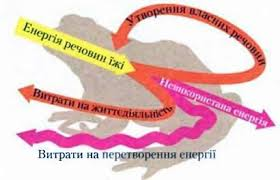 Утворення власних речовин
Енергія речовин їжі
Невикористана енергія
Витрати на життєдіяльність
Витрати на перетворення енергії